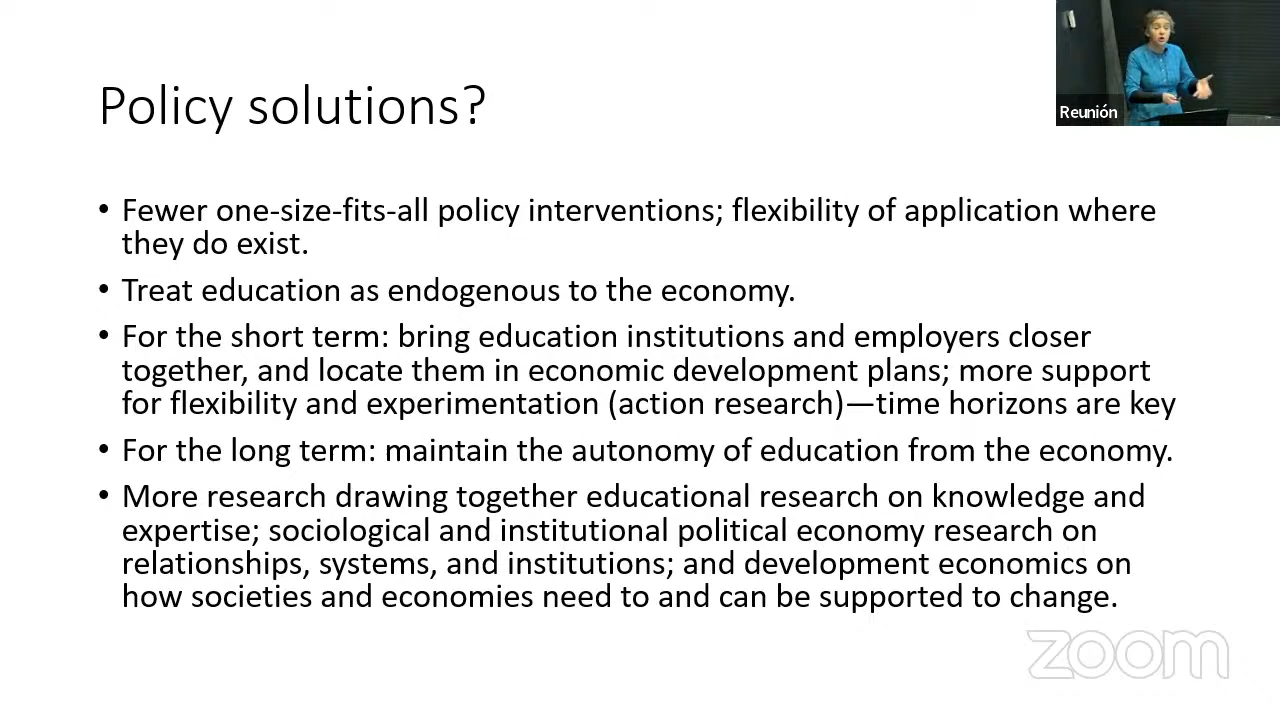 Policy solutions?
Reunión
• Fewer one-size-fits-all policy interventions; flexibility of application where
they do exist.
• Treat education as endogenous to the economy.
• For the short term: bring education institutions and employers closer
together, and locate them in economic development plans; more support
for flexibility and experimentation (action research)—time horizons are key
• For the long term: maintain the autonomy of education from the economy.
• More research drawing together educational research on knowledge and
expertise; sociological and institutional political economy research on
relationships, systems, and institutions; and development economics on
how societies and economies need to and can be supported to change.
zoom